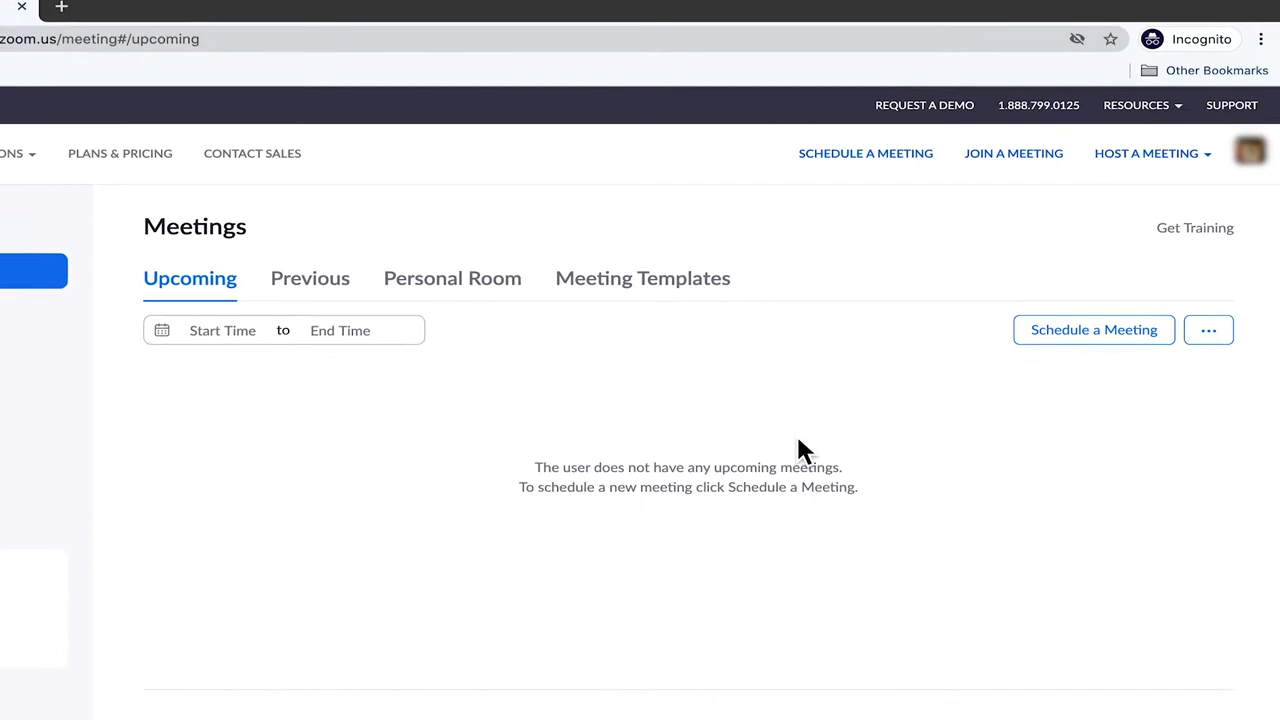 zoom.us/meeting#/upcoming
Incognito
Other Bookmarks
REQUEST A DEMO 1.888.799.0125 RESOURCES SUPPORT
ONS PLANS & PRICING CONTACT SALES SCHEDULE A MEETING JOIN A MEETING HOST A MEETING
Meetings
Get Training
Upcoming Previous Personal Room Meeting Templates
Start Time to End Time
Schedule a Meeting ...
The user does not have any upcoming meetings.
To schedule a new meeting click Schedule a Meeting.